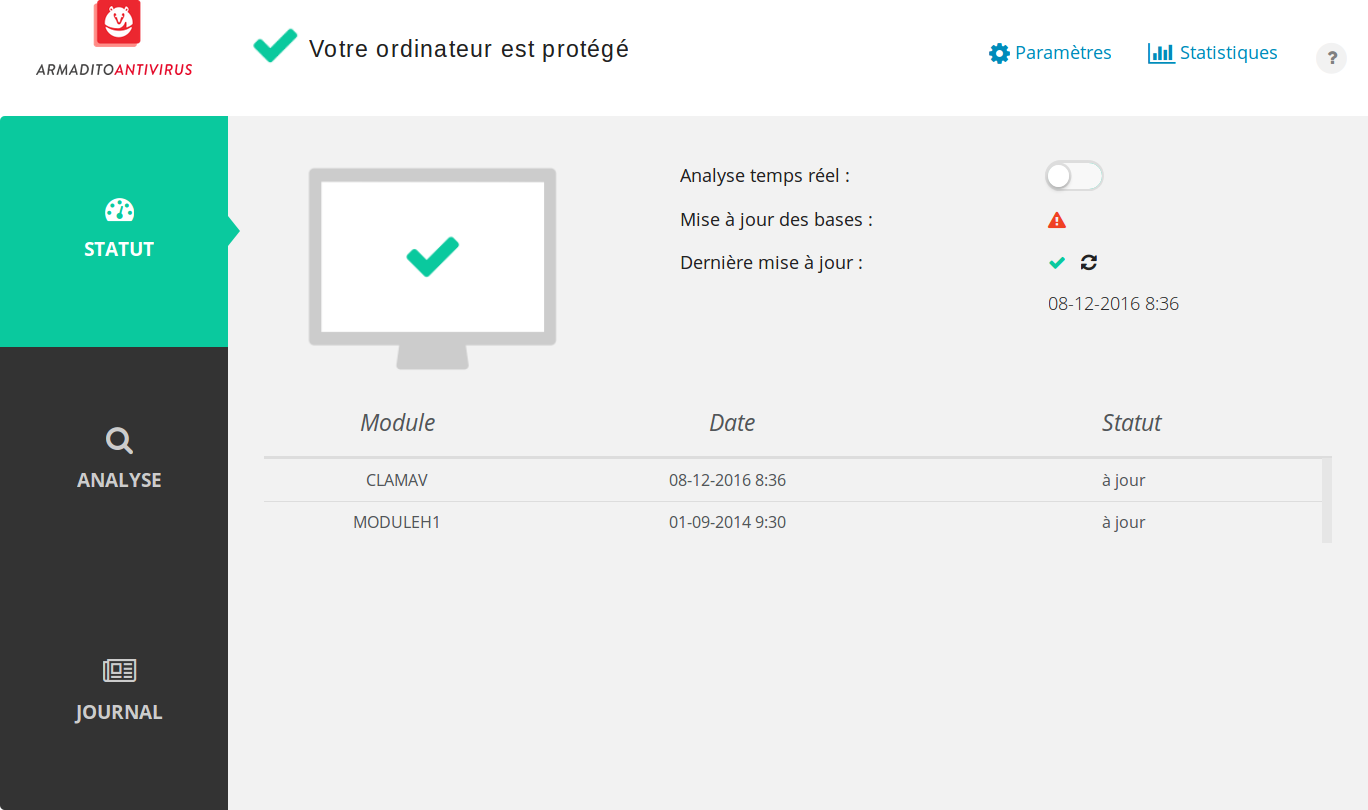 ARMADITOANTIVIRUS
Votre ordinateur est protégé
Paramètres
Statistiques
?
STATUT
ANALYSE
JOURNAL
Analyse temps réel :
Mise à jour des bases :
Dernière mise à jour :
08-12-2016 8:36
Module Date Statut
CLAMAV 08-12-2016 8:36 à jour
MODULEH1 01-09-2014 9:30 à jour